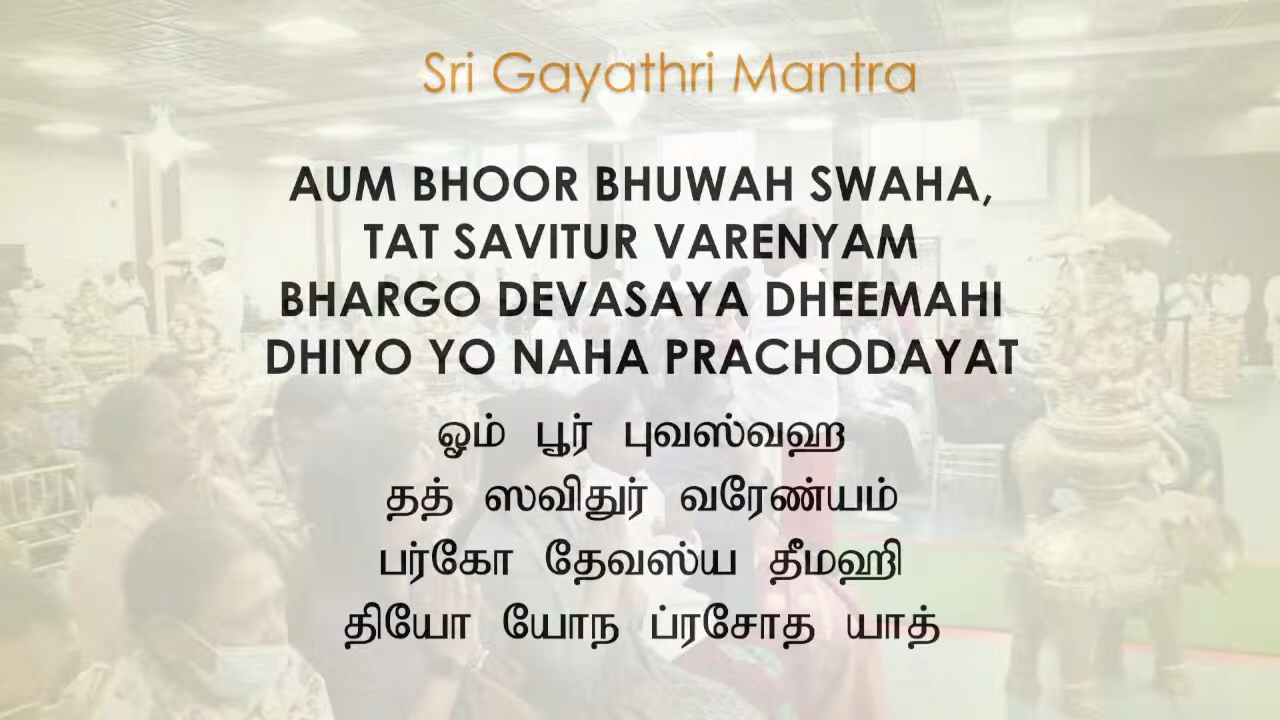 Sri Gayathri Mantra
AUM BHOOR BHUWAH SWAHA,
TAT SAVITUR VARENYAM
BHARGO DEVASAYA DHEEMAHI
DHIYO YO NAHA PRACHODAYAT
ஓம் பூர் புவஸ்வஹ
தத் ஸவிதுர் வரேண்யம்
பர்கோ தேவஸ்ய தீமஹி
தியோ யோந ப்ரசோத யாத்